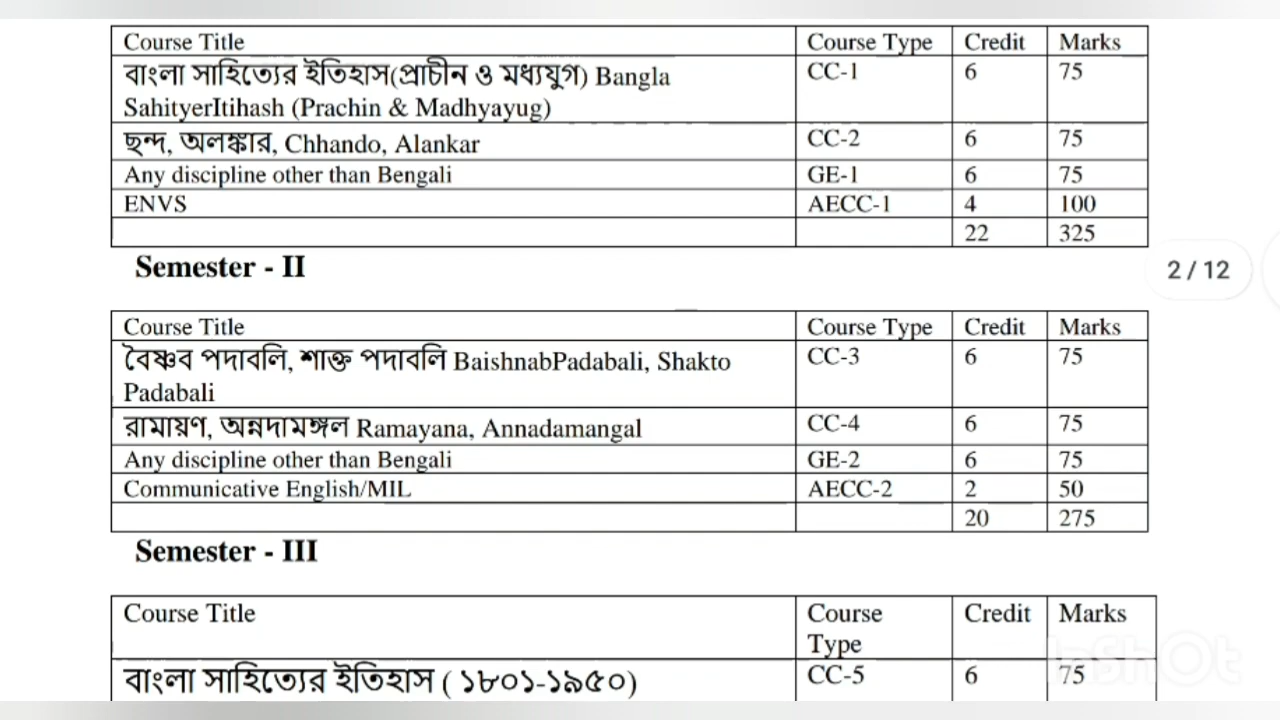 Course Title Course Type Credit Marks
বাংলা সাহিত্যের ইতিহাস(প্রাচীন ও মধ্যযুগ) Bangla CC-1 6 75
SahityerItihash (Prachin & Madhyayug)
ছন্দ, অলঙ্কার, Chhando, Alankar CC-2 6 75
Any discipline other than Bengali GE-1 6 75
ENVS AECC-1 4 100
22 325
Semester - II
2 / 12
Course Title Course Type Credit Marks
বৈষ্ণব পদাবলি, শাক্ত পদাবলি BaishnabPadabali, Shakto CC-3 6 75
Padabali
রামায়ণ, অন্নদামঙ্গল Ramayana, Annadamangal CC-4 6 75
Any discipline other than Bengali GE-2 6 75
Communicative English/MIL AECC-2 2 50
20 275
Semester - III
Course Title Course Credit Marks
Type
বাংলা সাহিত্যের ইতিহাস ( ১৮০১-১৯৫০) CC-5 6 75
InShOt